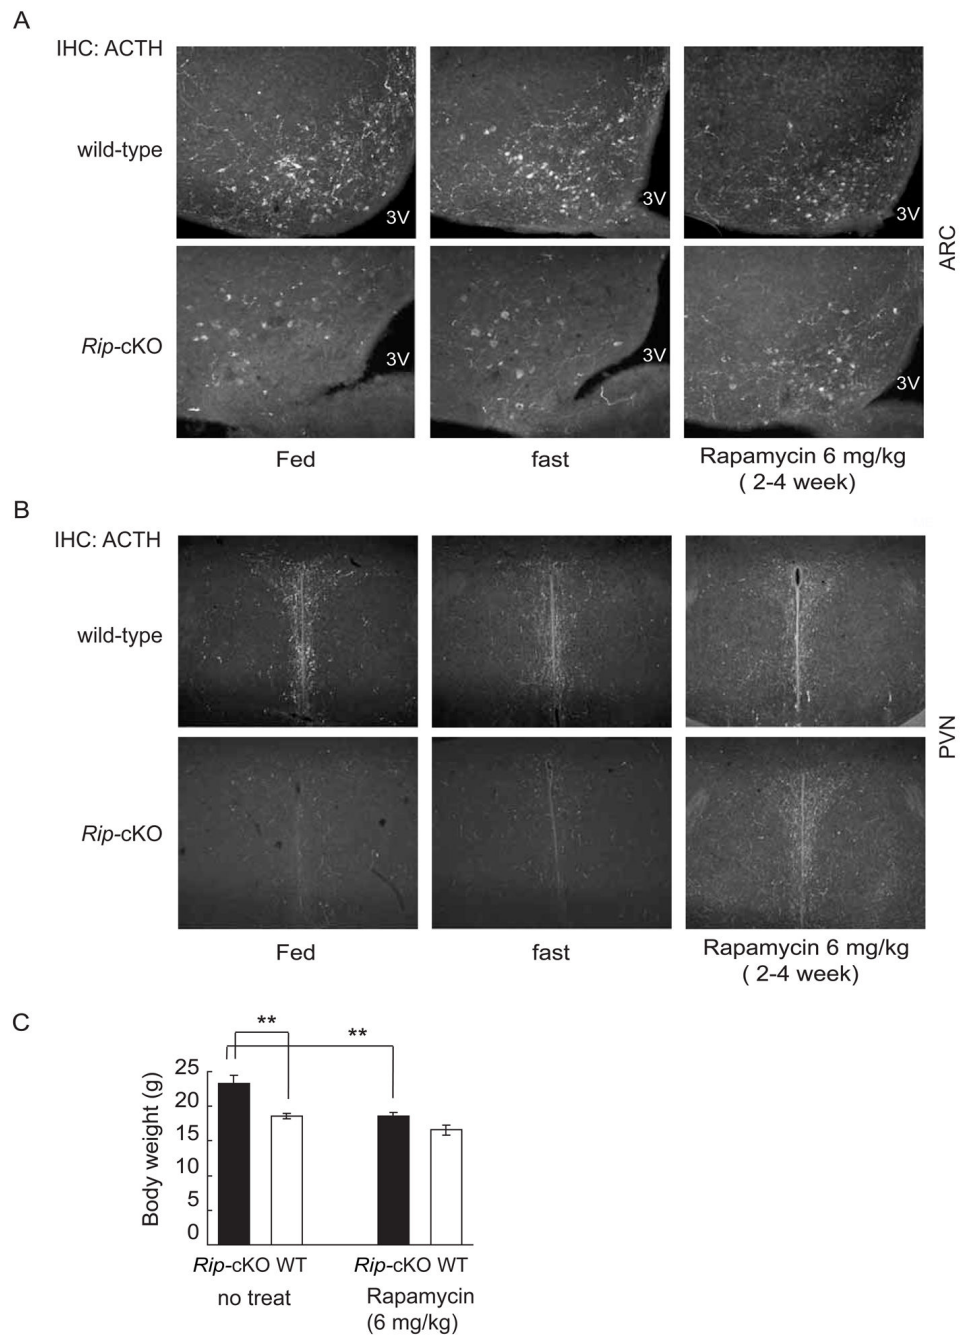 A
IHC: ACTH
wild-type
3V
3V
3V
Rip-cKO
3V
3V
3V
ARC
Fed
fast
Rapamycin 6 mg/kg
( 2-4 week)
B
IHC: ACTH
wild-type
Rip-cKO
PVN
Fed
fast
Rapamycin 6 mg/kg
( 2-4 week)
C
**
**
Body weight (g)
25
20
15
10
5
0
Rip-cKO WT
Rip-cKO WT
no treat
Rapamycin
(6 mg/kg)